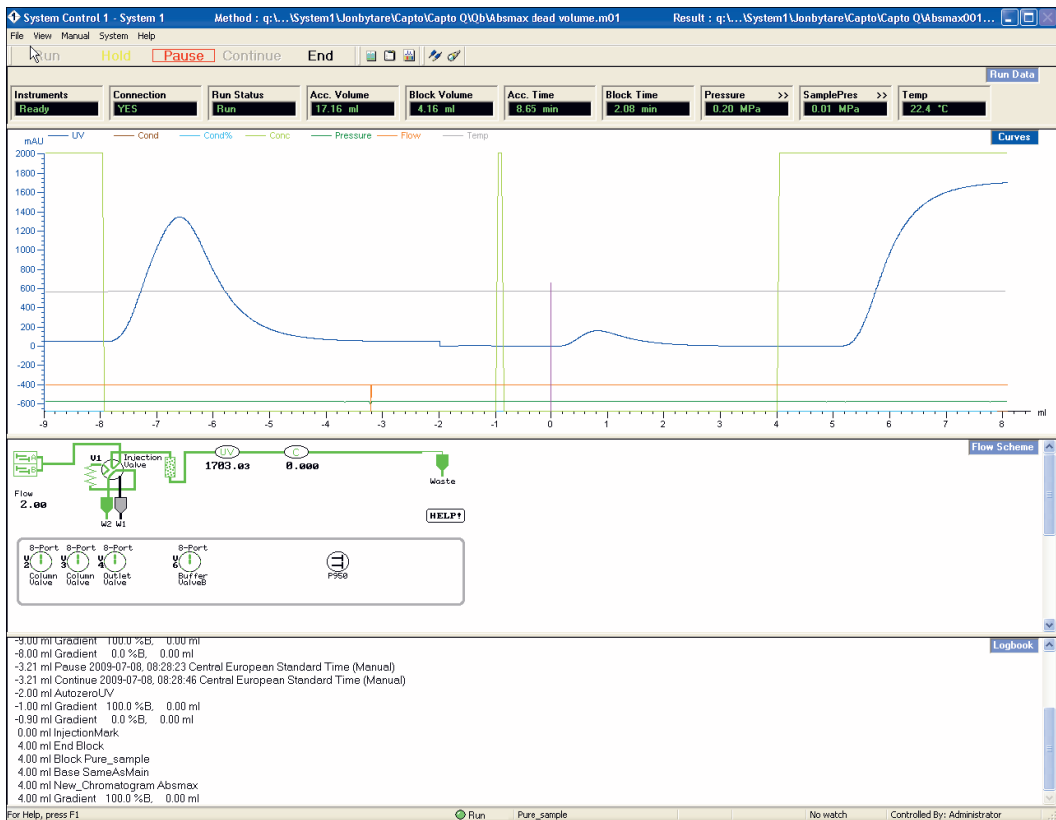 System Control 1 - System 1 Method : q:\...\System1\Jonbytare\Capto\Capto Q\Qb\Absmax dead volume.m01 Result : q:\...\System1\Jonbytare\Capto\Capto Q\Absmax001...
File View Manual System Help
Run Hold Pause Continue End
Run Data
Instruments Connection Run Status Acc. Volume Block Volume Acc. Time Block Time Pressure >> SamplePres >> Temp
Ready YES Run 17.16 ml 4.16 ml 8.65 min 2.08 min 0.20 MPa 0.01 MPa 22.4 °C
UV Cond Cond% Conc Pressure Flow Temp Curves
mAU
2000
1800
1600
1400
1200
1000
800
600
400
200
0
-200
-400
-600
-9 -8 -7 -6 -5 -4 -3 -2 -1 0 1 2 3 4 5 6 7 8 ml
Flow Scheme
A
B
V1 Injection Valve
UV C
1703.03 0.000
Waste
Flow
2.00
W2 W1
HELP!
8-Port 8-Port 8-Port 8-Port
V2 V3 V4 V6
Column Valve Column Valve Outlet Valve Buffer ValveB P950
Logbook
-9.00 ml Gradient 100.0 %B, 0.00 ml
-8.00 ml Gradient 0.0 %B, 0.00 ml
-3.21 ml Pause 2009-07-08, 08:28:23 Central European Standard Time (Manual)
-3.21 ml Continue 2009-07-08, 08:28:46 Central European Standard Time (Manual)
-2.00 ml AutozeroUV
-1.00 ml Gradient 100.0 %B, 0.00 ml
-0.90 ml Gradient 0.0 %B, 0.00 ml
0.00 ml InjectionMark
4.00 ml End Block
4.00 ml Block Pure_sample
4.00 ml Base SameAsMain
4.00 ml New_Chromatogram Absmax
4.00 ml Gradient 100.0 %B, 0.00 ml
For Help, press F1 Run Pure_sample No watch Controlled By: Administrator